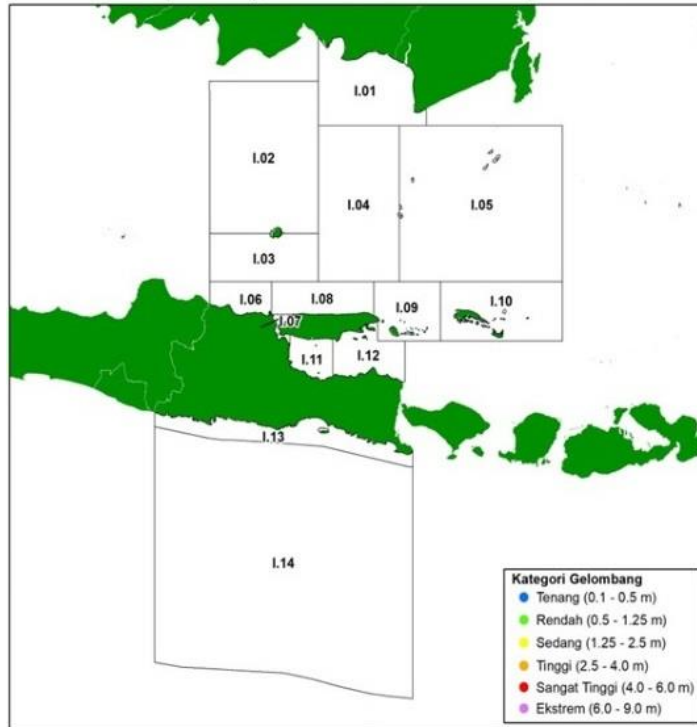 I.01
I.02
I.04
I.05
I.03
I.06
I.08
I.07
I.09
I.10
I.11
I.12
I.13
I.14
Kategori Gelombang
Tenang (0.1 - 0.5 m)
Rendah (0.5 - 1.25 m)
Sedang (1.25 - 2.5 m)
Tinggi (2.5 - 4.0 m)
Sangat Tinggi (4.0 - 6.0 m)
Ekstrem (6.0 - 9.0 m)